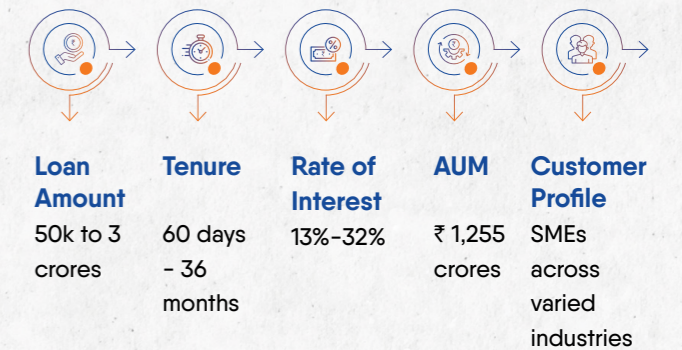 Loan
Amount
50k to 3
crores
Tenure
60 days
- 36
months
Rate of
Interest
13%-32%
AUM
₹ 1,255
crores
Customer
Profile
SMEs
across
varied
industries